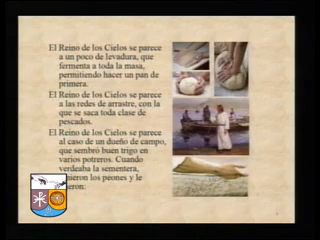 El Reino de los Cielos se parece
a un poco de levadura, que
fermenta a toda la masa,
permitiendo hacer un pan de
primera.
El Reino de los Cielos se parece
a las redes de arrastre, con la
que se saca toda clase de
pescados.
El Reino de los Cielos se parece
al caso de un dueño de campo,
que sembró buen trigo en
varios potreros. Cuando
verdeaba la sementera,
los peones y le